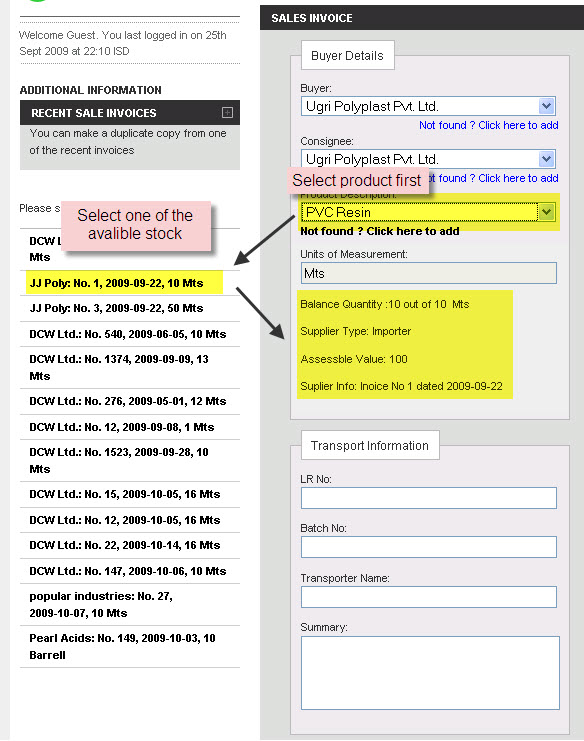 Welcome Guest. You last logged in on 25th
Sept 2009 at 22:10 ISD
ADDITIONAL INFORMATION
RECENT SALE INVOICES
You can make a duplicate copy from one
of the recent invoices
Please s
Select one of the
avalible stock
DCW L
Mts
JJ Poly: No. 1, 2009-09-22, 10 Mts
JJ Poly: No. 3, 2009-09-22, 50 Mts
DCW Ltd.: No. 540, 2009-06-05, 10 Mts
DCW Ltd.: No. 1374, 2009-09-09, 13
Mts
DCW Ltd.: No. 276, 2009-05-01, 12 Mts
DCW Ltd.: No. 12, 2009-09-08, 1 Mts
DCW Ltd.: No. 1523, 2009-09-28, 10
Mts
DCW Ltd.: No. 15, 2009-10-05, 16 Mts
DCW Ltd.: No. 12, 2009-10-05, 16 Mts
DCW Ltd.: No. 22, 2009-10-14, 16 Mts
DCW Ltd.: No. 147, 2009-10-06, 10 Mts
popular industries: No. 27,
2009-10-07, 10 Mts
Pearl Acids: No. 149, 2009-10-03, 10
Barrell
SALES INVOICE
Buyer Details
Buyer:
Ugri Polyplast Pvt. Ltd.
Not found ? Click here to add
Consignee:
Ugri Polyplast Pvt. Ltd.
t found ? Click here to add
Select product first
Product Description:
PVC Resin
Not found ? Click here to add
Units of Measurement:
Mts
Balance Quantity :10 out of 10 Mts
Supplier Type: Importer
Assessble Value: 100
Suplier Info: Inoice No 1 dated 2009-09-22
Transport Information
LR No:
Batch No:
Transporter Name:
Summary: